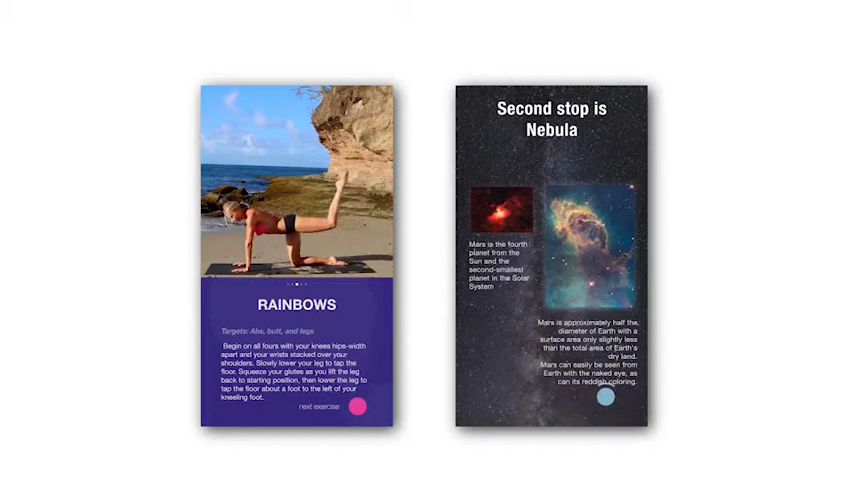 RAINBOWS
Targets: Abs, butt, and legs
Begin on all fours with your knees hips-width
apart and your wrists stacked over your
shoulders. Slowly lower your leg to tap the
floor. Squeeze your glutes as you lift the leg
back to starting position, then lower the leg to
tap the floor about a foot to the left of your
kneeling foot.
next exercise
Second stop is
Nebula
Mars is the fourth
planet from the
Sun and the
second-smallest
planet in the Solar
System
Mars is approximately half the
diameter of Earth with a
surface area only slightly less
than the total area of Earth's
dry land.
Mars can easily be seen from
Earth with the naked eye, as
can its reddish coloring.